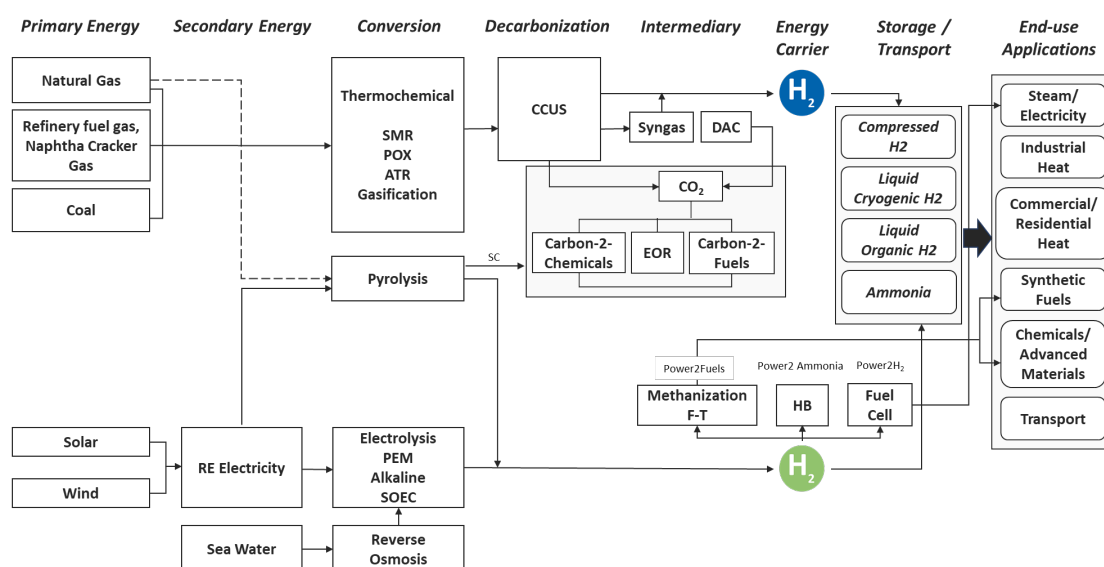 Primary Energy
Secondary Energy
Conversion
Decarbonization
Intermediary
Energy
Carrier
Storage /
Transport
End-use
Applications
Natural Gas
Refinery fuel gas,
Naphtha Cracker
Gas
Coal
Thermochemical
SMR
POX
ATR
Gasification
CCUS
Syngas
DAC
H₂
CO₂
Carbon-2-
Chemicals
EOR
Carbon-2-
Fuels
Compressed
H2
Liquid
Cryogenic H2
Liquid
Organic H2
Ammonia
Steam/
Electricity
Industrial
Heat
Commercial/
Residential
Heat
Synthetic
Fuels
Chemicals/
Advanced
Materials
Transport
Pyrolysis
SC
Power2Fuels
Power2 Ammonia
Power2H₂
Methanization
F-T
HB
Fuel
Cell
Solar
Wind
RE Electricity
Electrolysis
PEM
Alkaline
SOEC
H₂
Sea Water
Reverse
Osmosis